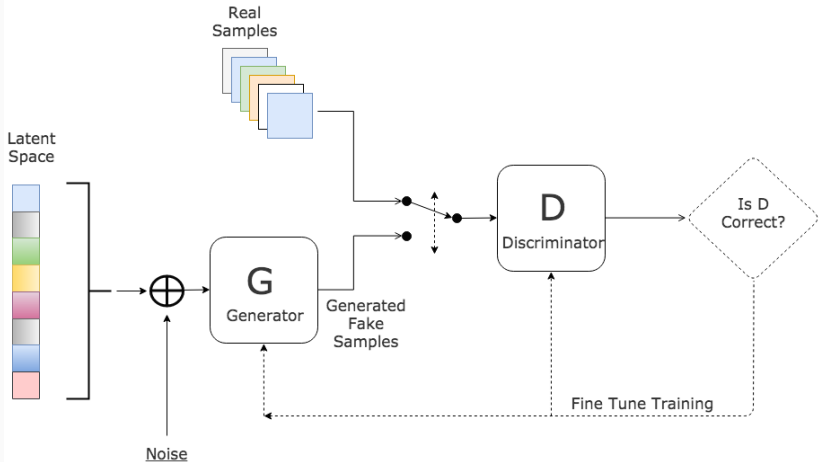 Real
Samples
Latent
Space
G
Generator
Generated
Fake
Samples
D
Discriminator
Is D
Correct?
Fine Tune Training
Noise